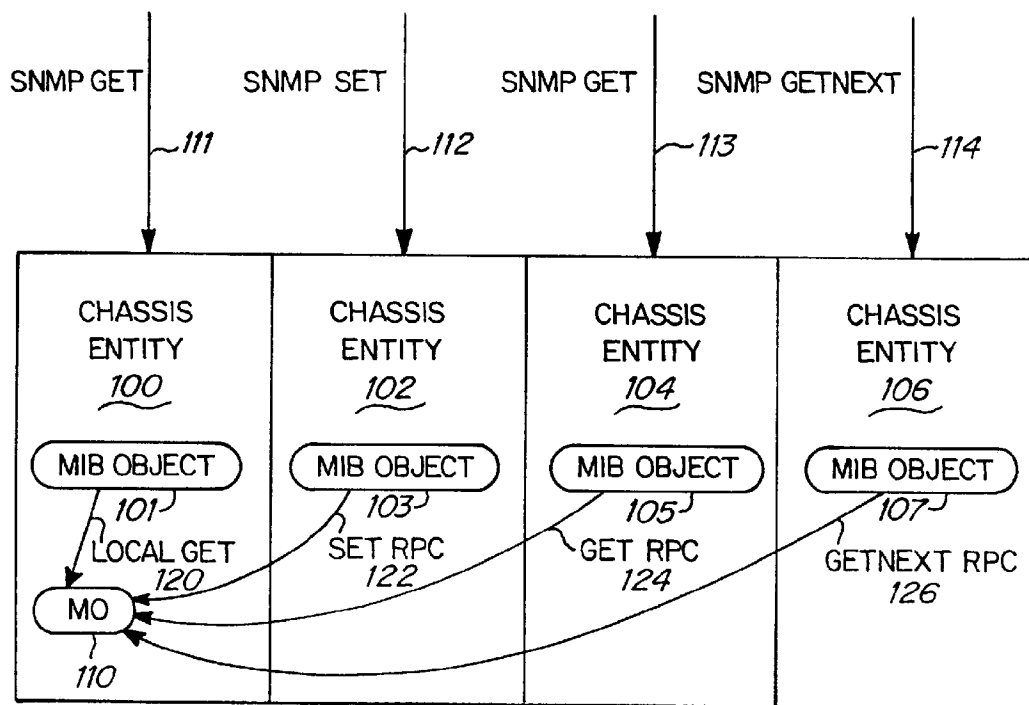 SNMP GET
SNMP SET
SNMP GET
SNMP GETNEXT
111
112
113
114
CHASSIS
ENTITY
100
CHASSIS
ENTITY
102
CHASSIS
ENTITY
104
CHASSIS
ENTITY
106
MIB OBJECT
101
MIB OBJECT
103
MIB OBJECT
105
MIB OBJECT
107
LOCAL GET
120
SET RPC
122
GET RPC
124
GETNEXT RPC
126
MO
110